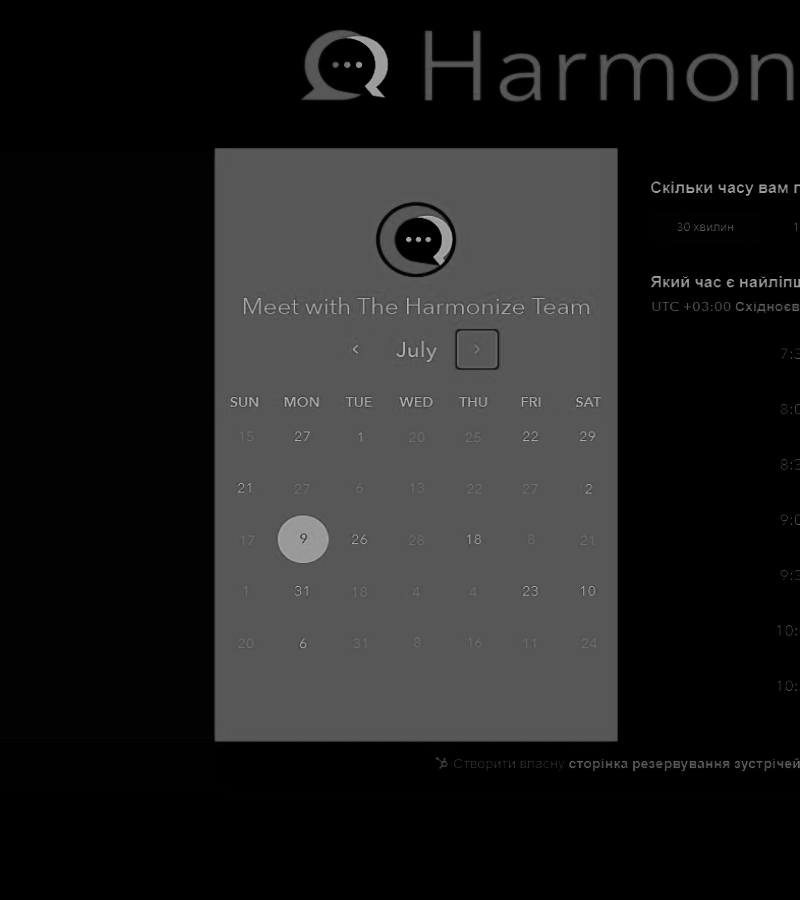 Harmon
Meet with The Harmonize Team
July
SUN MON TUE WED THU FRI SAT
15 27 1 20 25 22 29
21 27 6 13 22 27 2
17 9 26 28 18 8 21
1 31 18 4 4 23 10
20 6 31 8 16 11 24
Скільки часу вам
30 хвилин 1
Який час є найліпш
UTC +03:00 Східноєв
7:3
8:0
8:3
9:0
9:3
10:
10:
Створити власну сторінка резервування зустрічей